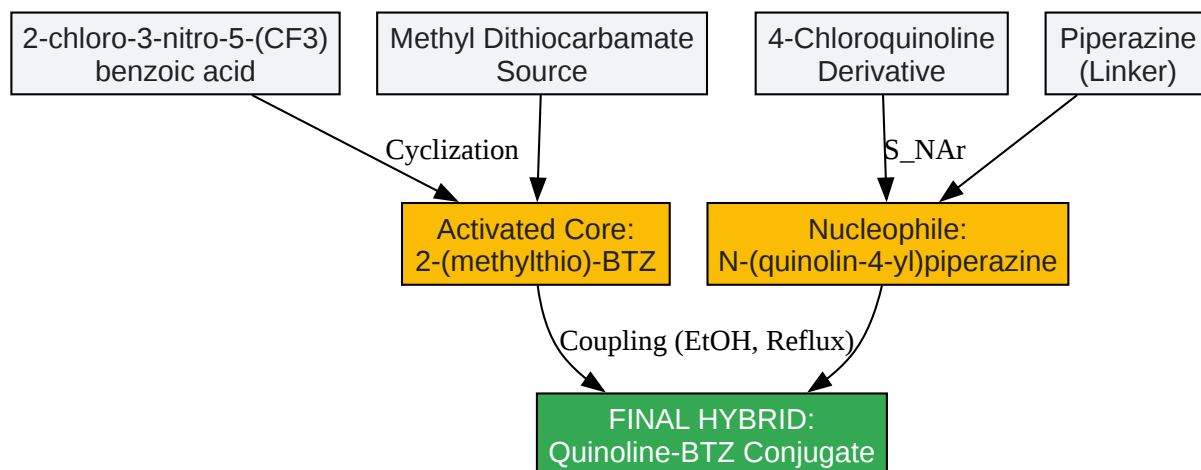 2-chloro-3-nitro-5-(CF3)
benzoic acid
Methyl Dithiocarbamate
Source
4-Chloroquinoline
Derivative
Piperazine
(Linker)
Cyclization
S_NAr
Activated Core:
2-(methylthio)-BTZ
Nucleophile:
N-(quinolin-4-yl)piperazine
Coupling (EtOH, Reflux)
FINAL HYBRID:
Quinoline-BTZ Conjugate